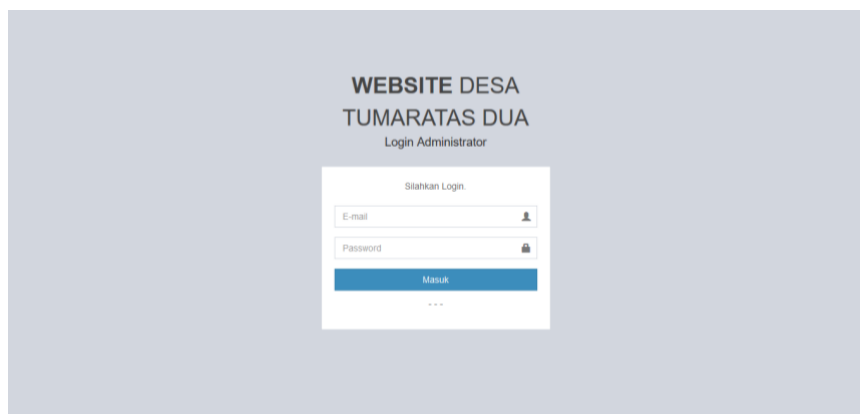 WEBSITE DESA
TUMARATAS DUA
Login Administrator
Silahkan Login.
E-mail
Password
Masuk
- - -